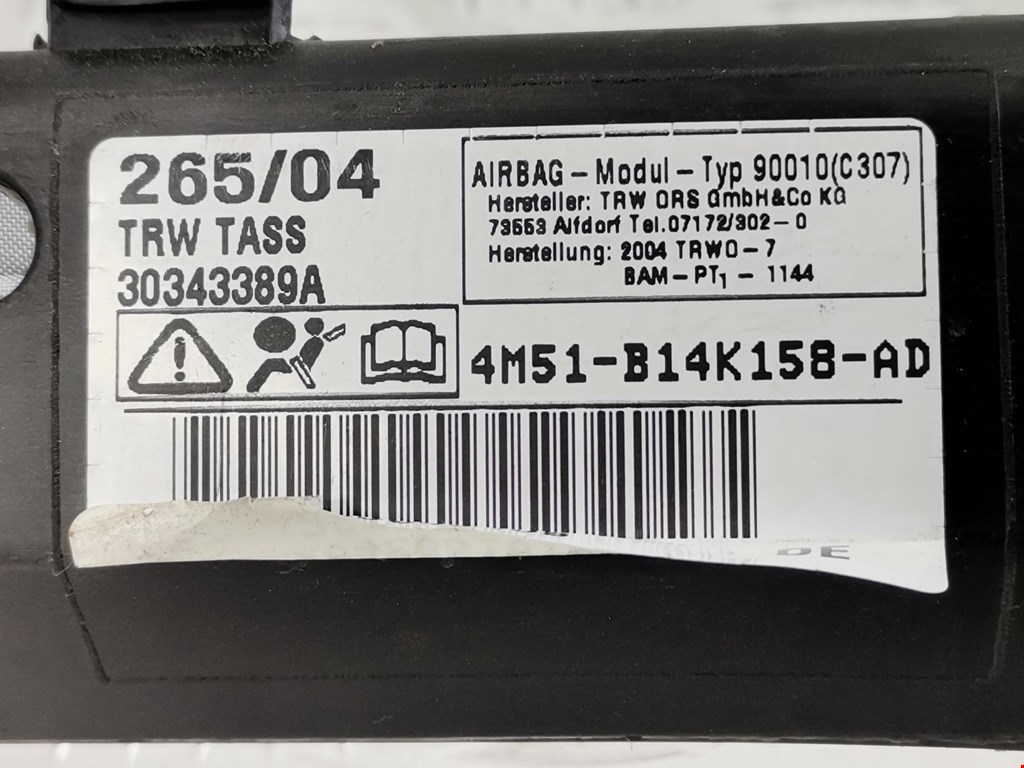 265/04
TRW TASS
30343389A
AIRBAG-Modul-Typ 90010(C307)
Hersteller: TRW ORS GmbH&Co KG
73553 Alfdorf Tel.07172/302-0
Herstellung: 2004 TRWO-7
BAM-PT1-1144
4M51-B14K158-AD
DE